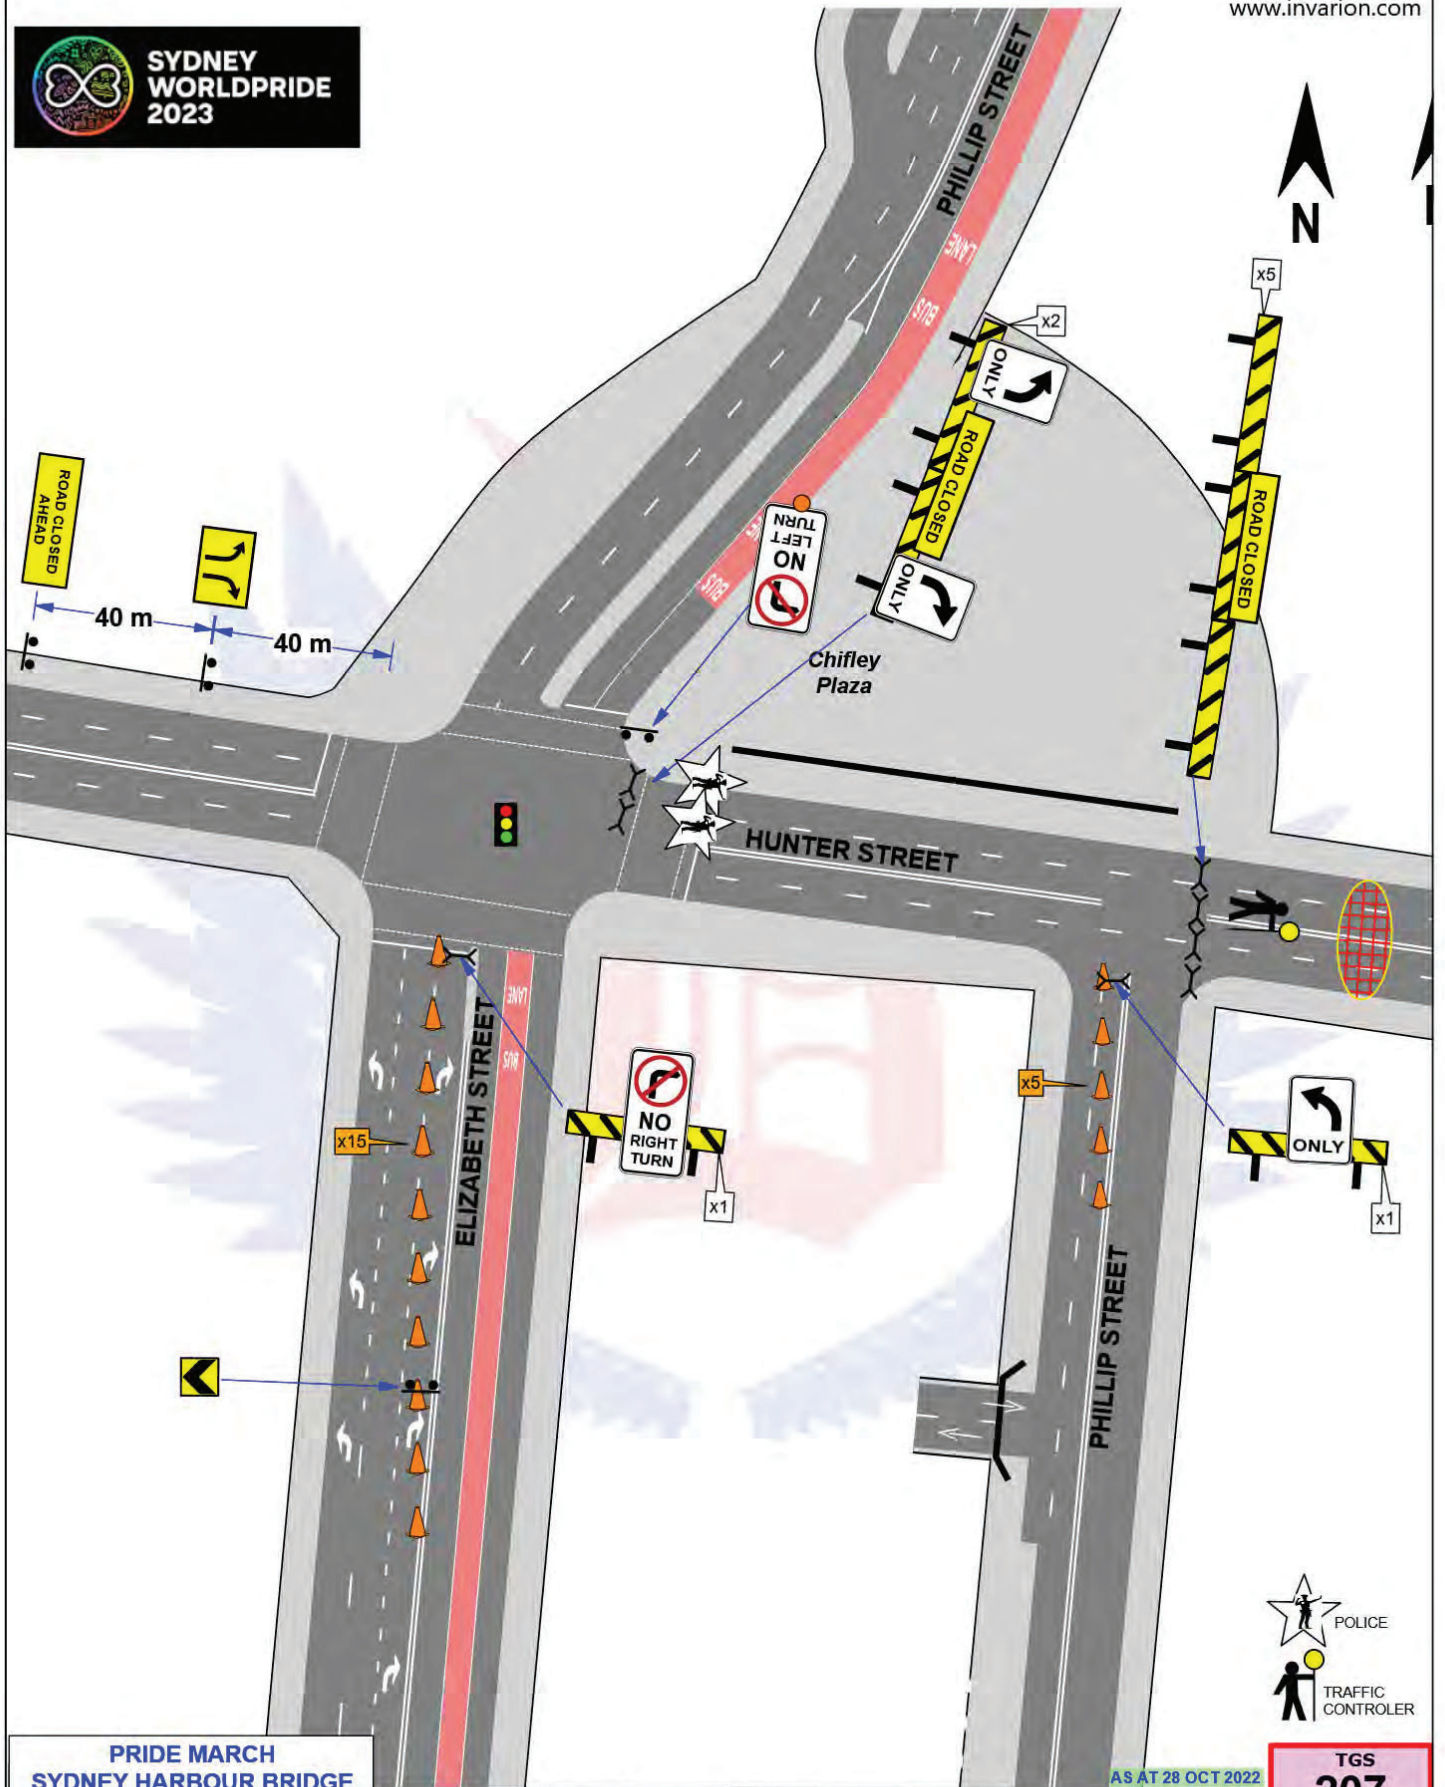 www.invarion.com
SYDNEY
WORLDPRIDE
2023
PHILLIP STREET
N
LANE
BUS
x5
x2
ONLY
ROAD CLOSED
ONLY
ROAD CLOSED
ROAD CLOSED
AHEAD
40 m
40 m
BUS
NO
LEFT
TURN
Chifley
Plaza
HUNTER STREET
LANE
BUS
ELIZABETH STREET
x15
NO
RIGHT
TURN
x1
x5
ONLY
x1
PHILLIP STREET
POLICE
TRAFFIC
CONTROLER
PRIDE MARCH
SYDNEY HARBOUR BRIDGE
AS AT 28 OCT 2022
TGS
207